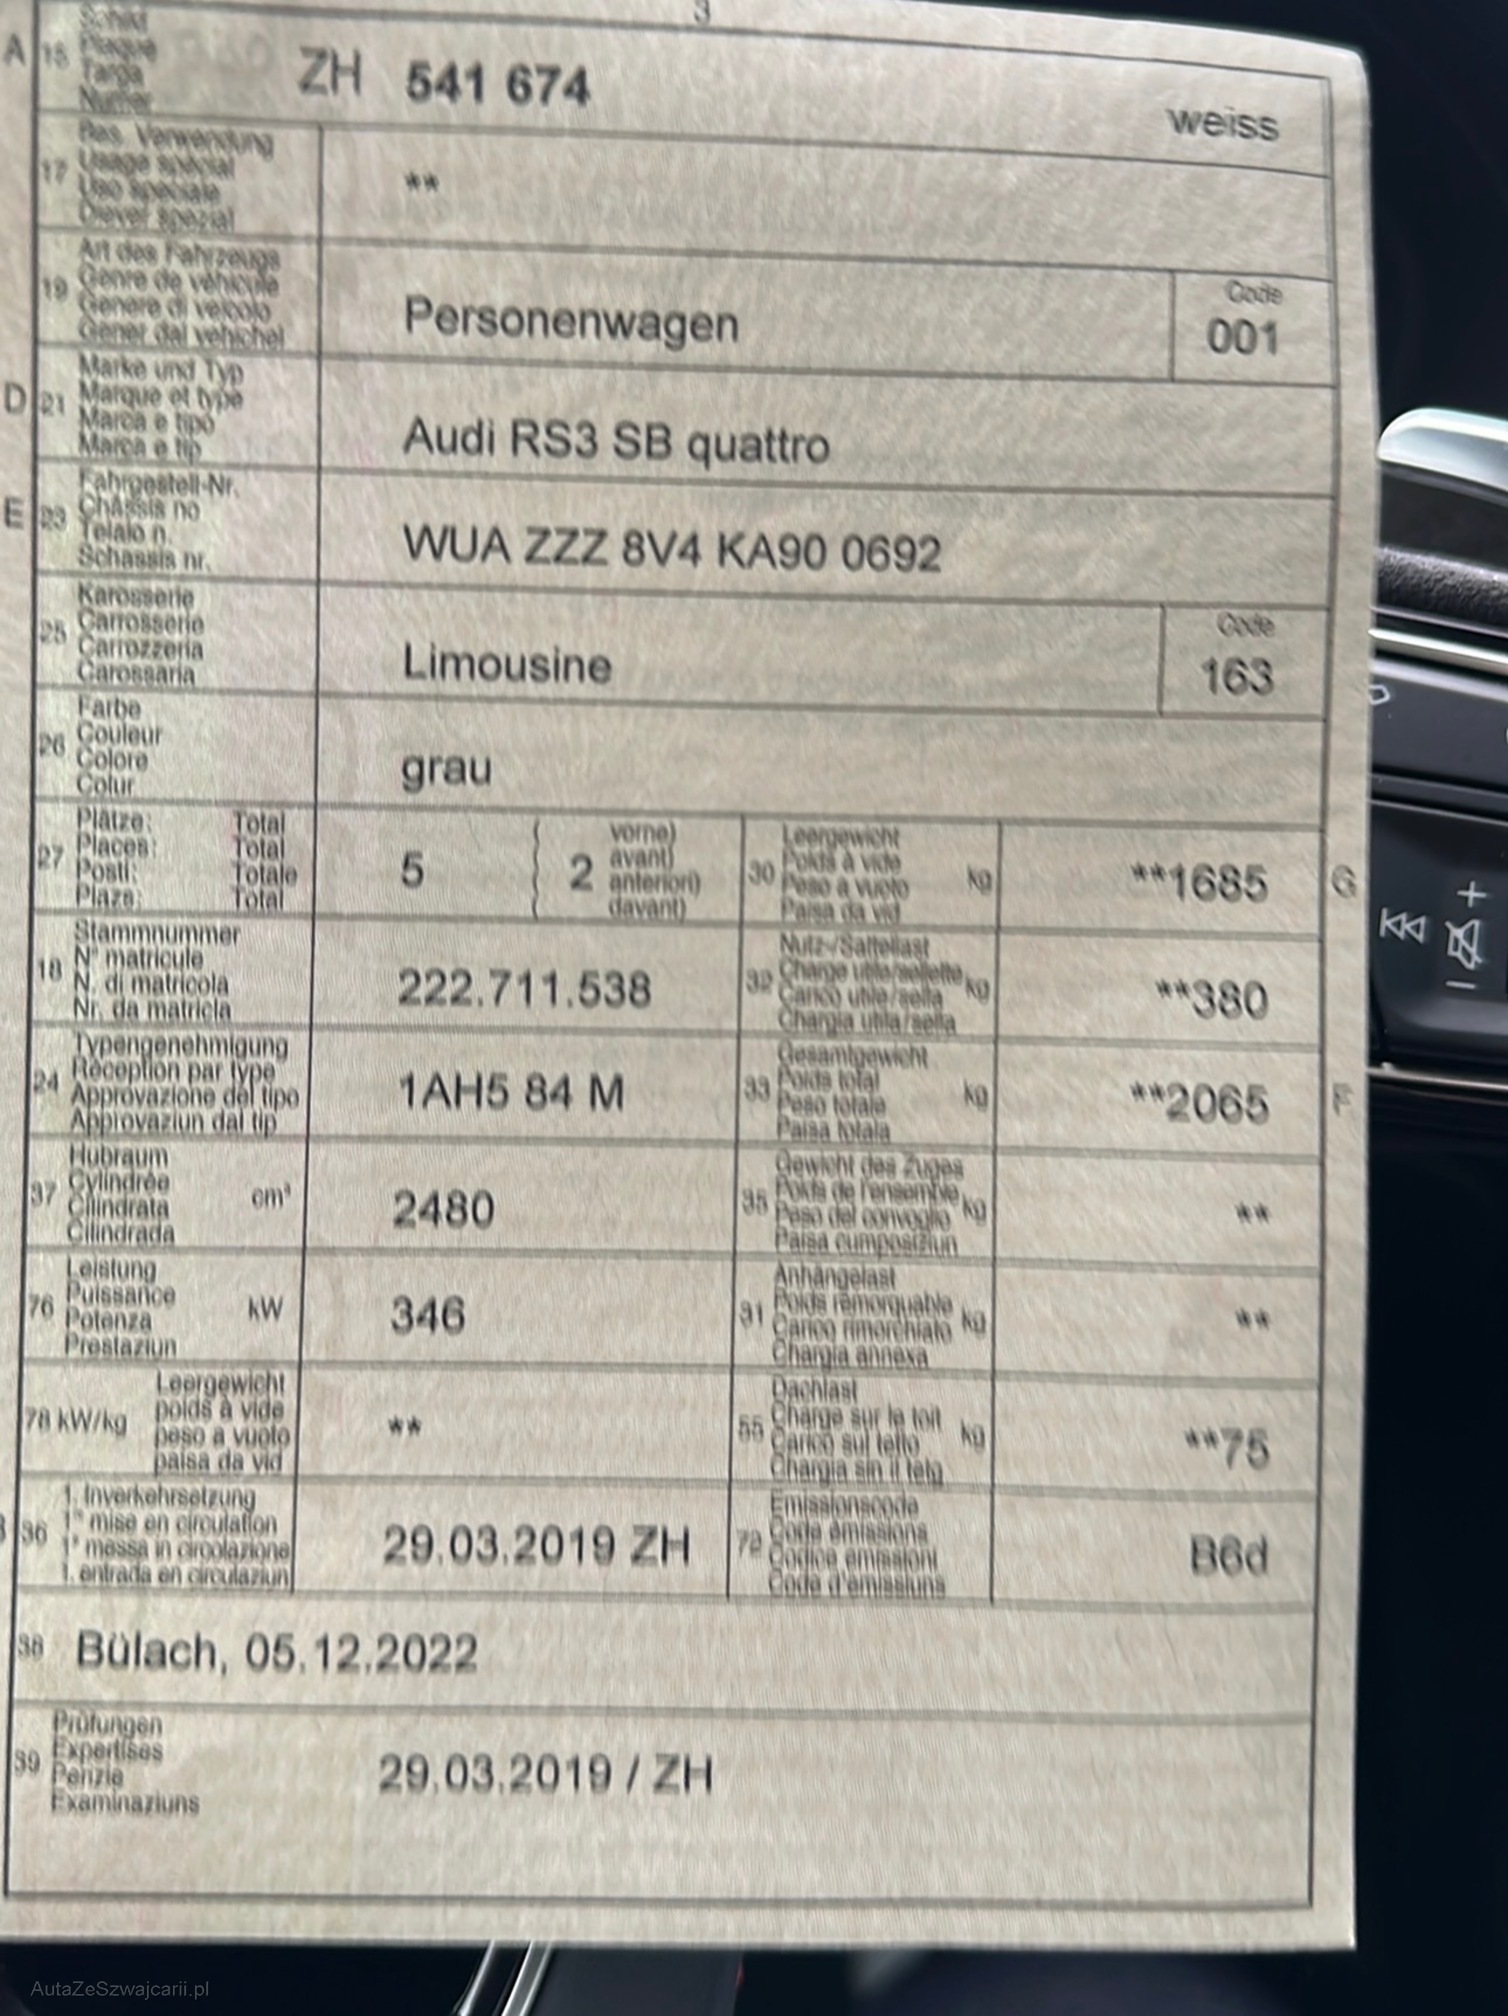 3
A 15 Schild
Plaque
Targa
Numer
ZH 541 674
weiss
17 Bes. Verwendung
Usage spécial
Uso speciale
Diever spezial
**
19 Art des Fahrzeugs
Genre de véhicule
Genere di veicolo
Gener dal vehichel
Personenwagen
Code
001
D 21 Marke und Typ
Marque et type
Marca e tipo
Marca e tip
Audi RS3 SB quattro
E 23 Fahrgestell-Nr.
Châssis no
Telaio n.
Schassis nr.
WUA ZZZ 8V4 KA90 0692
25 Karosserie
Carrosserie
Carrozzeria
Carossaria
Limousine
Code
163
26 Farbe
Couleur
Colore
Colur
grau
27 Plätze: Total
Places: Total
Posti: Totale
Plazs: Total
5
2
vorne)
avant)
anteriori)
davant)
30 Leergewicht
Poids à vide
Peso a vuoto
Paisa da vid
kg
**1685
G
18 Stammnummer
N° matricule
N. di matricola
Nr. da matricla
222.711.538
32 Nutz-/Sattellast
Charge utile/sellette
Carico utile/sella
Chargia utila/sella
kg
**380
24 Typengenehmigung
Réception par type
Approvazione del tipo
Approvaziun dal tip
1AH5 84 M
33 Gesamtgewicht
Poids total
Peso totale
Paisa totala
kg
**2065
F
37 Hubraum
Cylindrée
Cilindrata
Cilindrada
cm³
2480
35 Gewicht des Zuges
Poids de l'ensemble
Peso del convoglio
Paisa cumposiziun
kg
**
76 Leistung
Puissance
Potenza
Prestaziun
kW
346
31 Anhängelast
Poids remorquable
Carico rimorchiato
Chargia annexa
kg
**
78 kW/kg
Leergewicht
poids à vide
peso a vuoto
paisa da vid
**
55 Dachlast
Charge sur le toit
Carico sul tetto
Chargia sin il tetg
kg
**75
36 1. Inverkehrsetzung
1re mise en circulation
1a messa in circolazione
1. entrada en circulaziun
29.03.2019 ZH
72 Emissionscode
Code émissions
Codice emissioni
Code d'emissiuns
B6d
38 Bülach, 05.12.2022
39 Prüfungen
Expertises
Perizie
Examinaziuns
29.03.2019 / ZH
AutaZeSzwajcarii.pl